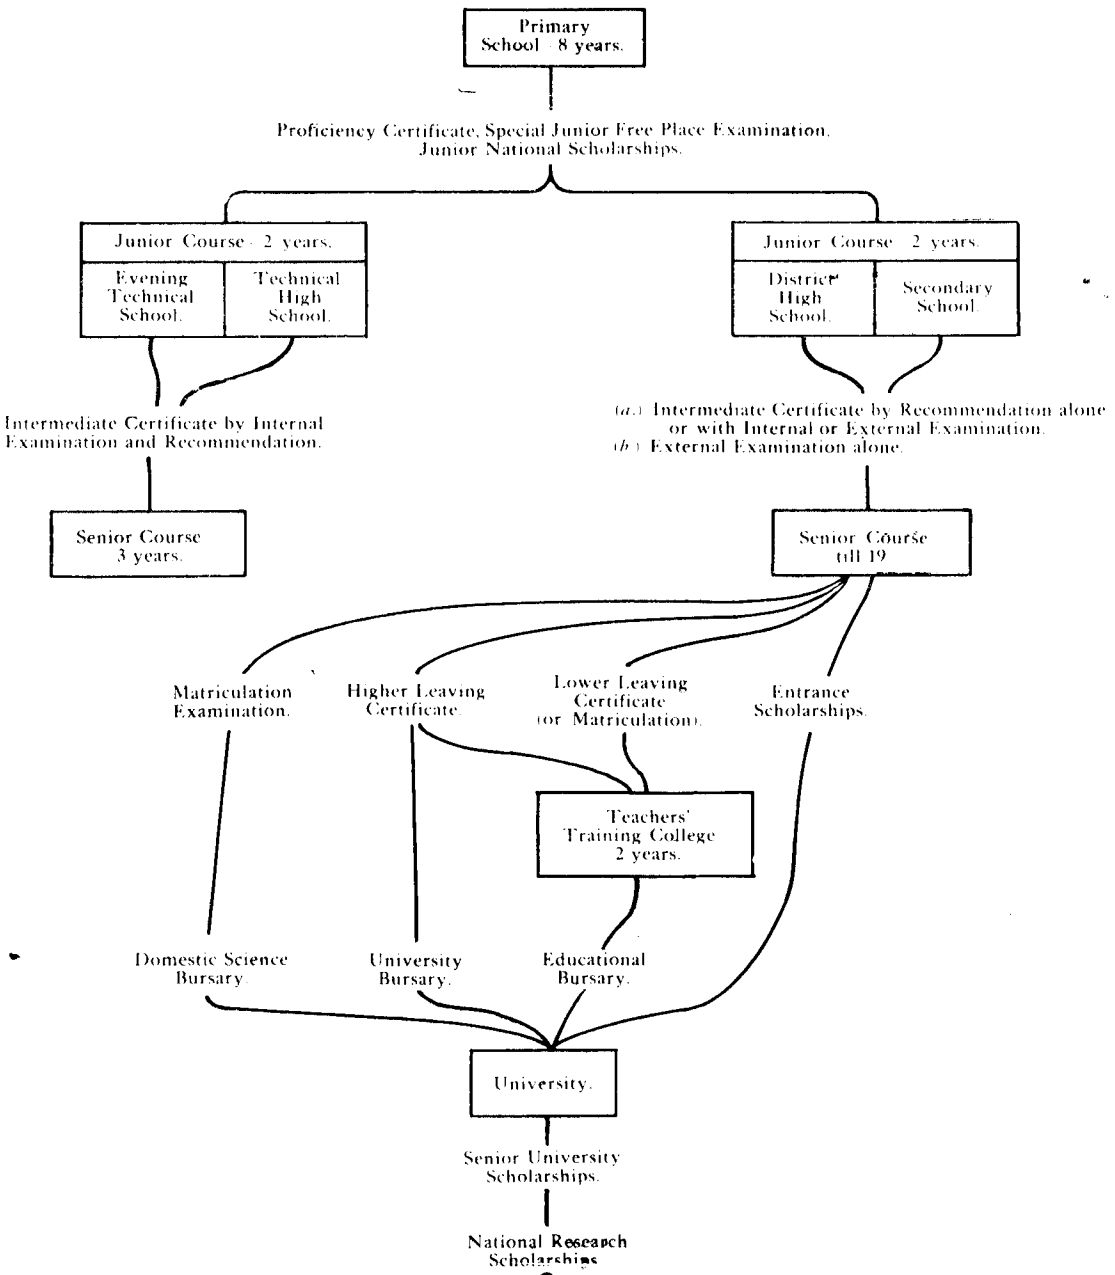 Primary
School - 8 years.
Proficiency Certificate, Special Junior Free Place Examination.
Junior National Scholarships.
Junior Course - 2 years.
Evening
Technical
School.
Technical
High
School.
Junior Course 2 years.
District
High
School.
Secondary
School.
Intermediate Certificate by Internal
Examination and Recommendation.
(a.) Intermediate Certificate by Recommendation alone
or with Internal or External Examination.
(b.) External Examination alone.
Senior Course
3 years.
Senior Course
till 19
Matriculation
Examination.
Higher Leaving
Certificate.
Lower Leaving
Certificate
(or Matriculation).
Entrance
Scholarships.
Teachers'
Training College
2 years.
Domestic Science
Bursary.
University
Bursary.
Educational
Bursary.
University.
Senior University
Scholarships.
National Research
Scholarships